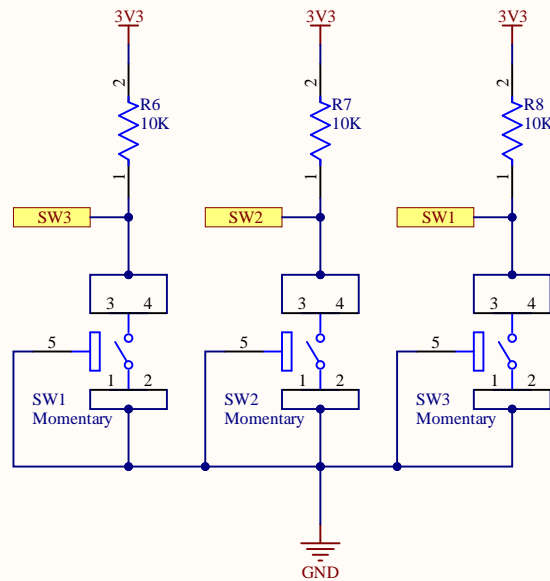 3V3 3V3 3V3
2 2 2
R6 R7 R8
10K 10K 10K
1 1 1
SW3 SW2 SW1
3 4 3 4 3 4
5 5 5
1 2 1 2 1 2
SW1 SW2 SW3
Momentary Momentary Momentary
GND